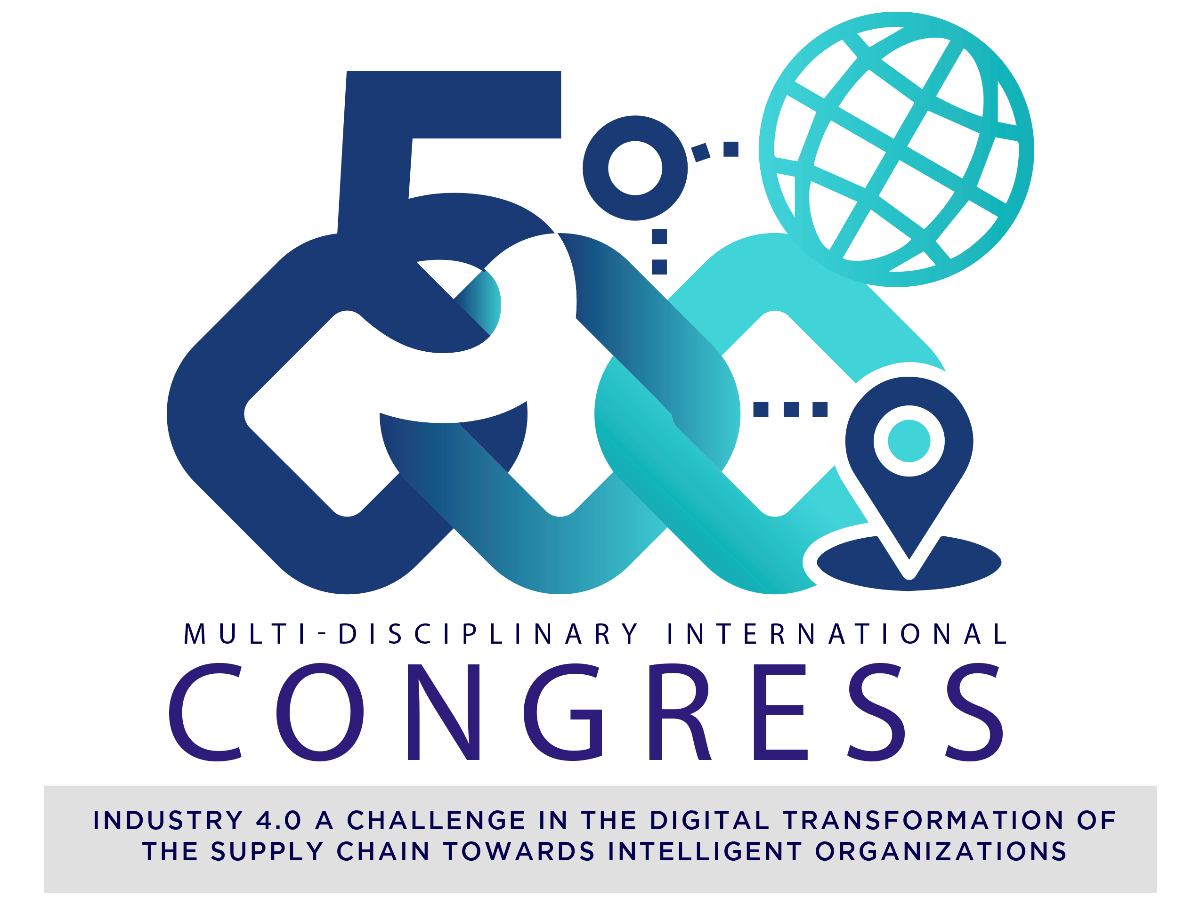 5°
MULTI-DISCIPLINARY INTERNATIONAL
CONGRESS
INDUSTRY 4.0 A CHALLENGE IN THE DIGITAL TRANSFORMATION OF
THE SUPPLY CHAIN TOWARDS INTELLIGENT ORGANIZATIONS